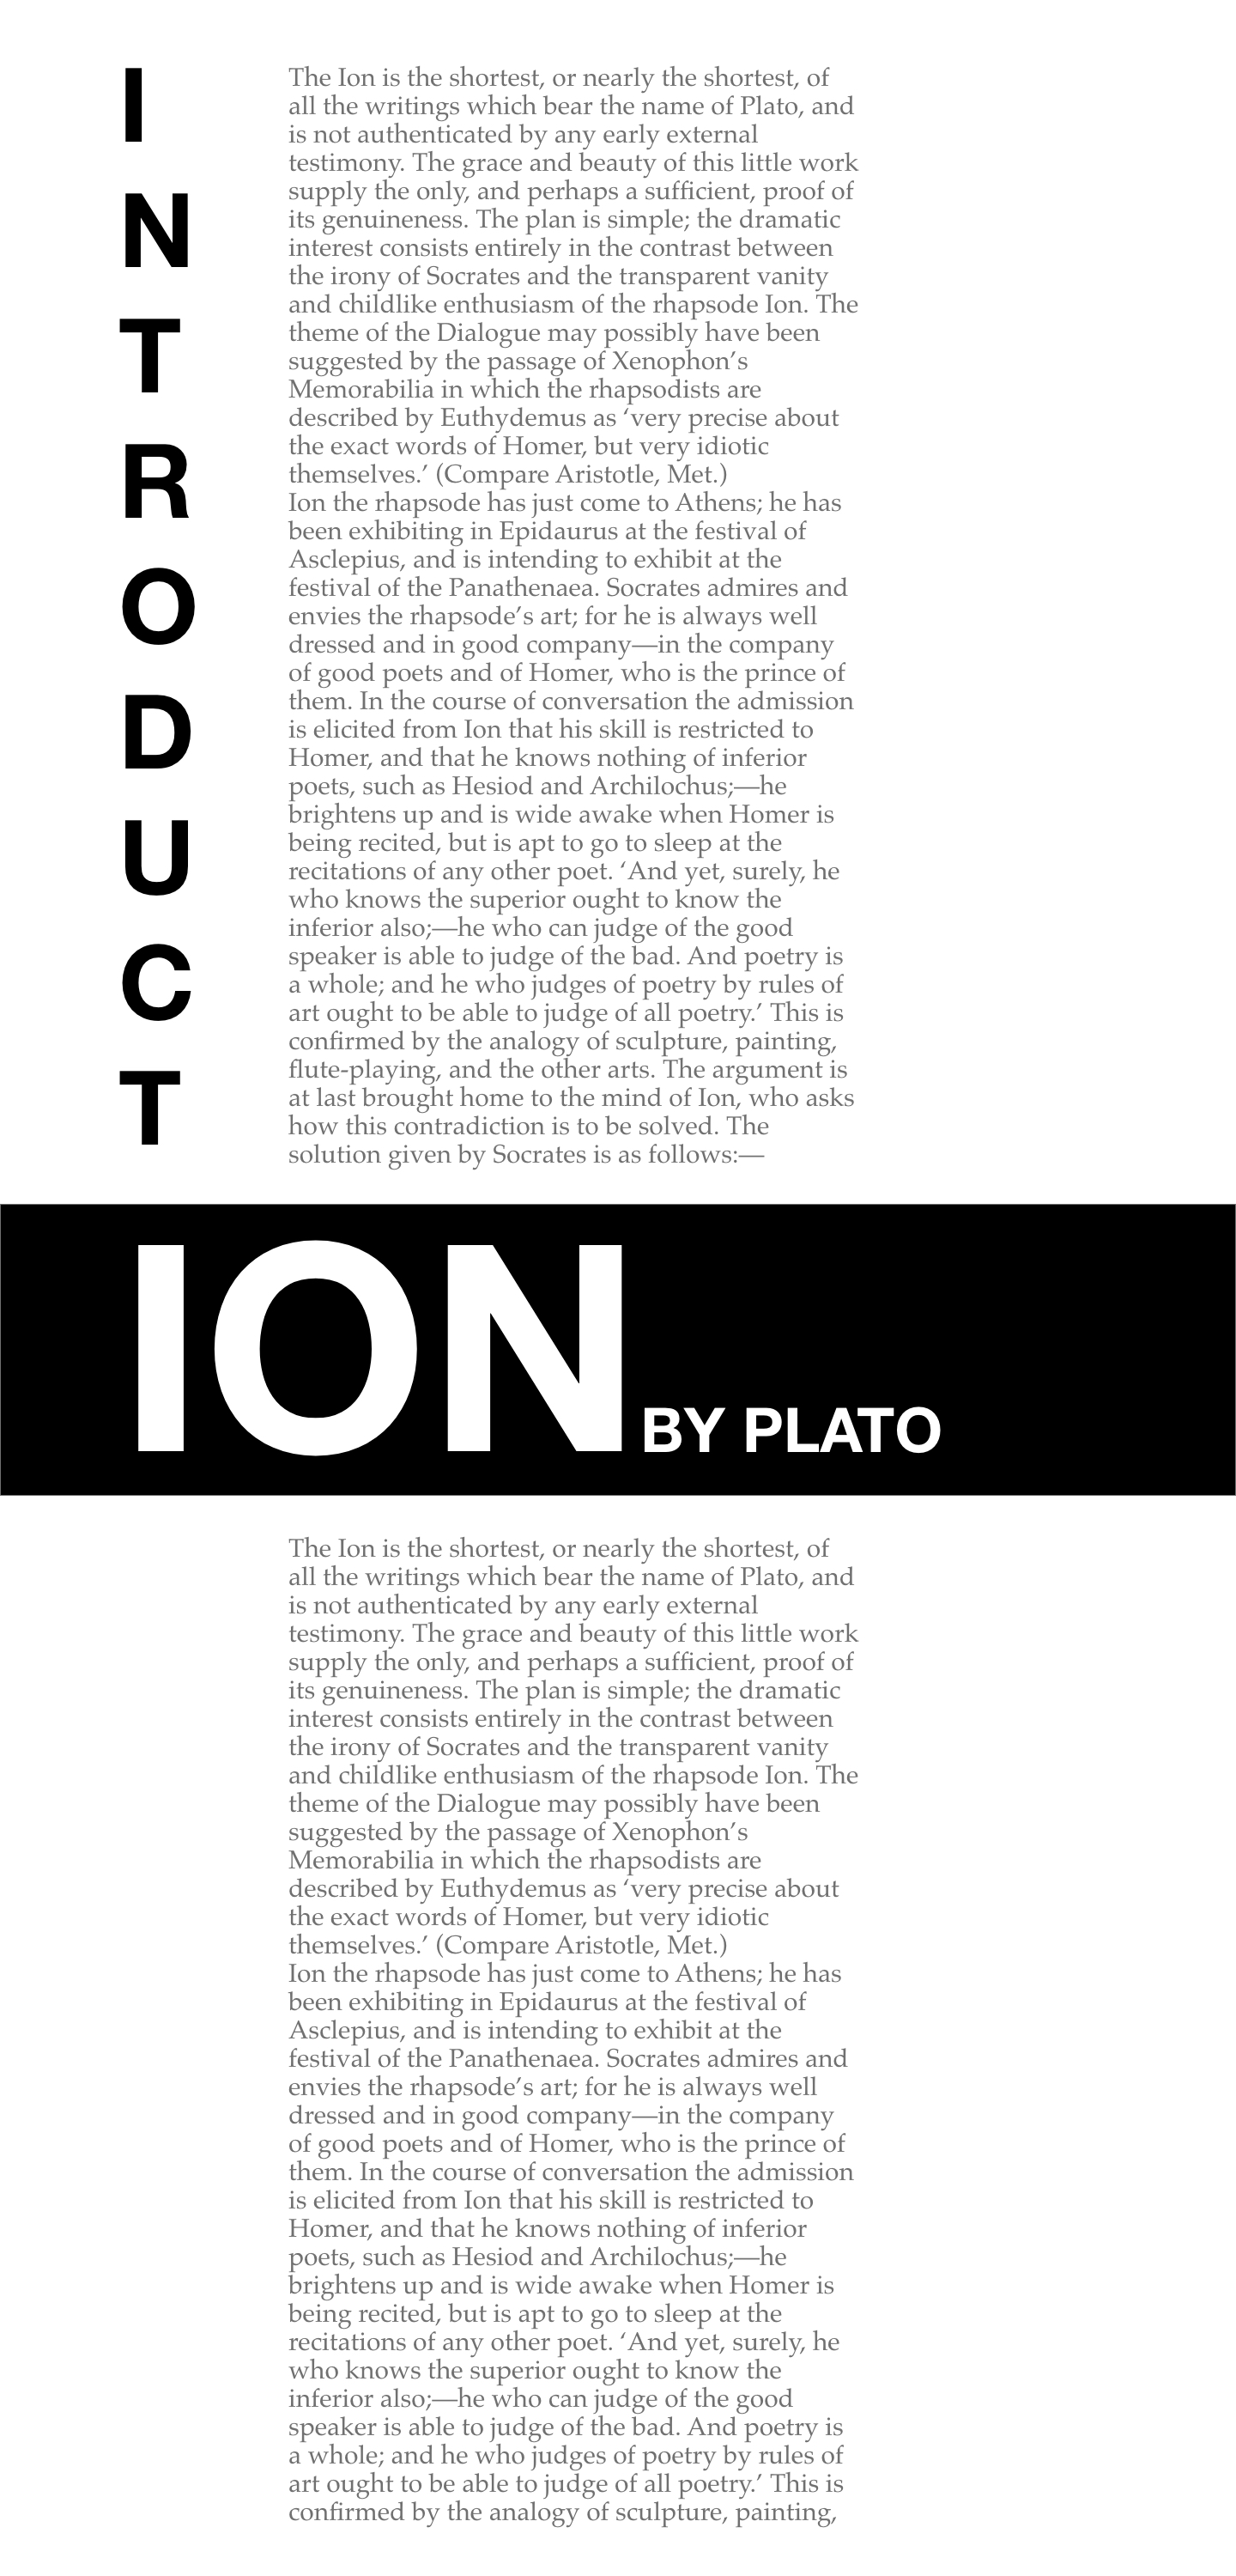 I
N
T
R
O
D
U
C
T
The Ion is the shortest, or nearly the shortest, of
all the writings which bear the name of Plato, and
is not authenticated by any early external
testimony. The grace and beauty of this little work
supply the only, and perhaps a sufficient, proof of
its genuineness. The plan is simple; the dramatic
interest consists entirely in the contrast between
the irony of Socrates and the transparent vanity
and childlike enthusiasm of the rhapsode Ion. The
theme of the Dialogue may possibly have been
suggested by the passage of Xenophon’s
Memorabilia in which the rhapsodists are
described by Euthydemus as ‘very precise about
the exact words of Homer, but very idiotic
themselves.’ (Compare Aristotle, Met.)
Ion the rhapsode has just come to Athens; he has
been exhibiting in Epidaurus at the festival of
Asclepius, and is intending to exhibit at the
festival of the Panathenaea. Socrates admires and
envies the rhapsode’s art; for he is always well
dressed and in good company—in the company
of good poets and of Homer, who is the prince of
them. In the course of conversation the admission
is elicited from Ion that his skill is restricted to
Homer, and that he knows nothing of inferior
poets, such as Hesiod and Archilochus;—he
brightens up and is wide awake when Homer is
being recited, but is apt to go to sleep at the
recitations of any other poet. ‘And yet, surely, he
who knows the superior ought to know the
inferior also;—he who can judge of the good
speaker is able to judge of the bad. And poetry is
a whole; and he who judges of poetry by rules of
art ought to be able to judge of all poetry.’ This is
confirmed by the analogy of sculpture, painting,
flute-playing, and the other arts. The argument is
at last brought home to the mind of Ion, who asks
how this contradiction is to be solved. The
solution given by Socrates is as follows:—
ION BY PLATO
The Ion is the shortest, or nearly the shortest, of
all the writings which bear the name of Plato, and
is not authenticated by any early external
testimony. The grace and beauty of this little work
supply the only, and perhaps a sufficient, proof of
its genuineness. The plan is simple; the dramatic
interest consists entirely in the contrast between
the irony of Socrates and the transparent vanity
and childlike enthusiasm of the rhapsode Ion. The
theme of the Dialogue may possibly have been
suggested by the passage of Xenophon’s
Memorabilia in which the rhapsodists are
described by Euthydemus as ‘very precise about
the exact words of Homer, but very idiotic
themselves.’ (Compare Aristotle, Met.)
Ion the rhapsode has just come to Athens; he has
been exhibiting in Epidaurus at the festival of
Asclepius, and is intending to exhibit at the
festival of the Panathenaea. Socrates admires and
envies the rhapsode’s art; for he is always well
dressed and in good company—in the company
of good poets and of Homer, who is the prince of
them. In the course of conversation the admission
is elicited from Ion that his skill is restricted to
Homer, and that he knows nothing of inferior
poets, such as Hesiod and Archilochus;—he
brightens up and is wide awake when Homer is
being recited, but is apt to go to sleep at the
recitations of any other poet. ‘And yet, surely, he
who knows the superior ought to know the
inferior also;—he who can judge of the good
speaker is able to judge of the bad. And poetry is
a whole; and he who judges of poetry by rules of
art ought to be able to judge of all poetry.’ This is
confirmed by the analogy of sculpture, painting,